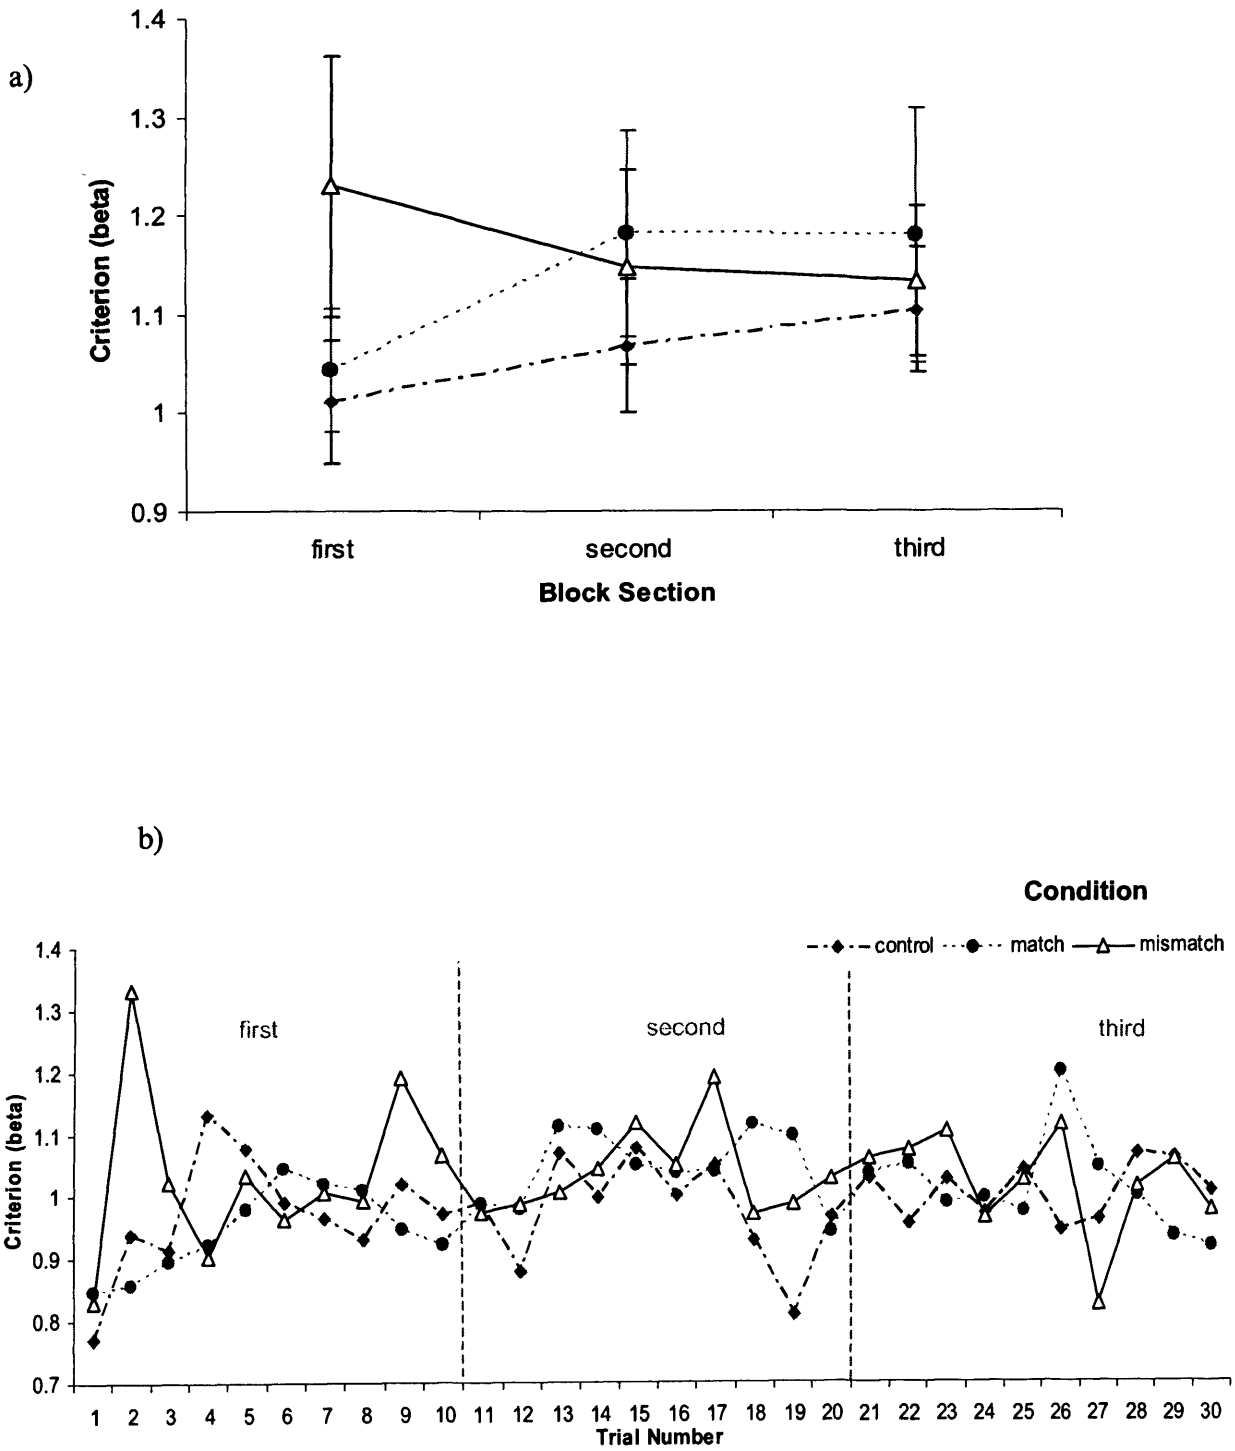 a)
1.4
1.3
1.2
1.1
1
0.9
Criterion (beta)
first second third
Block Section
b)
Condition
control match mismatch
1.4
1.3
1.2
1.1
1
0.9
0.8
0.7
Criterion (beta)
first second third
1 2 3 4 5 6 7 8 9 10 11 12 13 14 15 16 17 18 19 20 21 22 23 24 25 26 27 28 29 30
Trial Number